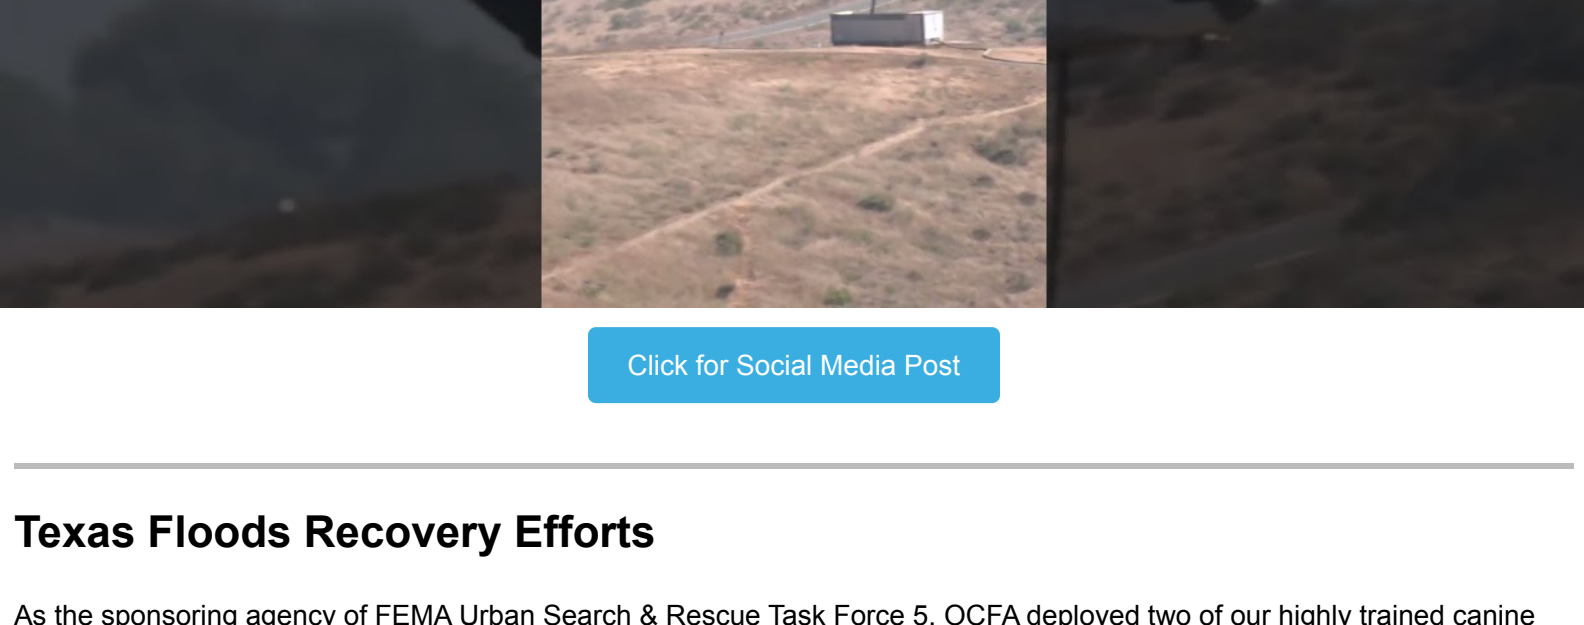 Click for Social Media Post
Texas Floods Recovery Efforts
As the sponsoring agency of FEMA Urban Search & Rescue Task Force 5, OCFA deployed two of our highly trained canine